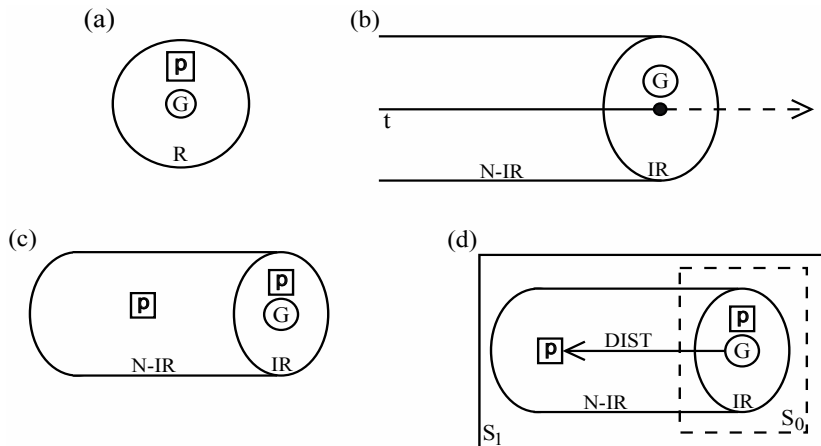 (a)
p
G
R
(b)
G
t
N-IR
IR
(c)
p
p
G
N-IR
IR
(d)
p
p
DIST
G
N-IR
IR
S₁
S₀